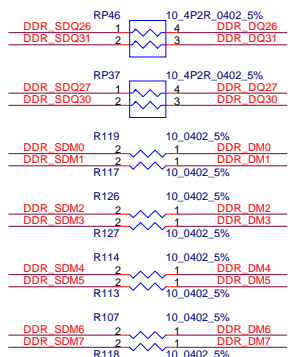 RP46 10_4P2R_0402_5%
DDR_SDQ26 1 4 DDR_DQ26
DDR_SDQ31 2 3 DDR_DQ31
RP37 10_4P2R_0402_5%
DDR_SDQ27 1 4 DDR_DQ27
DDR_SDQ30 2 3 DDR_DQ30
R119 10_0402_5%
DDR_SDM0 2 1 DDR_DM0
DDR_SDM1 2 1 DDR_DM1
R117 10_0402_5%
R126 10_0402_5%
DDR_SDM2 2 1 DDR_DM2
DDR_SDM3 2 1 DDR_DM3
R127 10_0402_5%
R114 10_0402_5%
DDR_SDM4 2 1 DDR_DM4
DDR_SDM5 2 1 DDR_DM5
R113 10_0402_5%
R107 10_0402_5%
DDR_SDM6 2 1 DDR_DM6
DDR_SDM7 2 1 DDR_DM7
R118 10_0402_5%